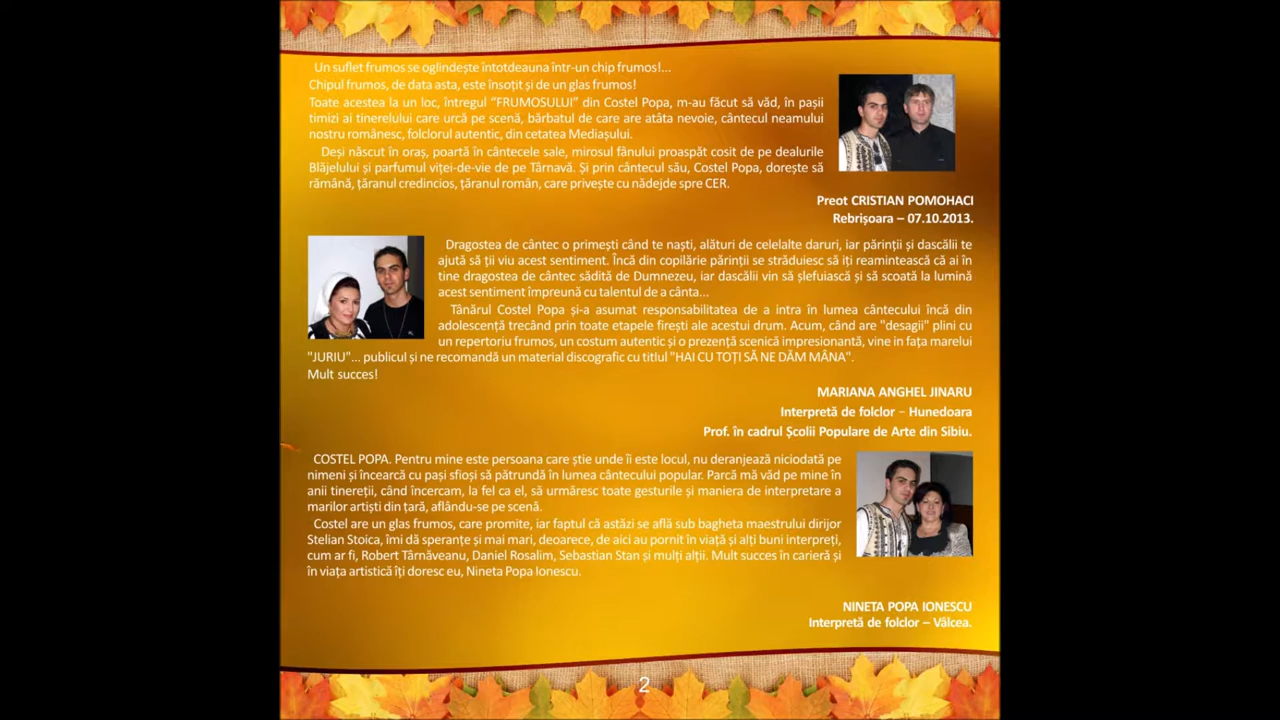 Un suflet frumos se oglindește întotdeauna într-un chip frumos!...
Chipul frumos, de data asta, este însoțit și de un glas frumos!
Toate acestea la un loc, întregul “FRUMOSULUI” din Costel Popa, m-au făcut să văd, în pașii
timizi ai tinerelului care urcă pe scenă, bărbatul de care are atâta nevoie, cântecul neamului
nostru românesc, folclorul autentic, din cetatea Mediașului.
Deși născut în oraș, poartă în cântecele sale, mirosul fânului proaspăt cosit de pe dealurile
Blăjelului și parfumul viței-de-vie de pe Târnavă. Și prin cântecul său, Costel Popa, dorește să
rămână, țăranul credincios, țăranul român, care privește cu nădejde spre CER.
Preot CRISTIAN POMOHACI
Rebrișoara – 07.10.2013.
Dragostea de cântec o primești când te naști, alături de celelalte daruri, iar părinții și dascălii te
ajută să ții viu acest sentiment. Încă din copilărie părinții se străduiesc să iți reamintească că ai în
tine dragostea de cântec sădită de Dumnezeu, iar dascălii vin să șlefuiască și să scoată la lumină
acest sentiment împreună cu talentul de a cânta...
Tânărul Costel Popa și-a asumat responsabilitatea de a intra în lumea cântecului încă din
adolescență trecând prin toate etapele firești ale acestui drum. Acum, când are "desagii" plini cu
un repertoriu frumos, un costum autentic și o prezență scenică impresionantă, vine in fața marelui
"JURIU"... publicul și ne recomandă un material discografic cu titlul "HAI CU TOȚI SĂ NE DĂM MÂNA".
Mult succes!
MARIANA ANGHEL JINARU
Interpretă de folclor – Hunedoara
Prof. în cadrul Școlii Populare de Arte din Sibiu.
COSTEL POPA. Pentru mine este persoana care știe unde îi este locul, nu deranjează niciodată pe
nimeni și încearcă cu pași sfioși să pătrundă în lumea cântecului popular. Parcă mă văd pe mine în
anii tinereții, când încercam, la fel ca el, să urmăresc toate gesturile și maniera de interpretare a
marilor artiști din țară, aflându-se pe scenă.
Costel are un glas frumos, care promite, iar faptul că astăzi se află sub bagheta maestrului dirijor
Stelian Stoica, îmi dă speranțe și mai mari, deoarece, de aici au pornit în viață și alți buni interpreți,
cum ar fi, Robert Târnăveanu, Daniel Rosalim, Sebastian Stan și mulți alții. Mult succes în carieră și
în viața artistică îți doresc eu, Nineta Popa Ionescu.
NINETA POPA IONESCU
Interpretă de folclor – Vâlcea.
2